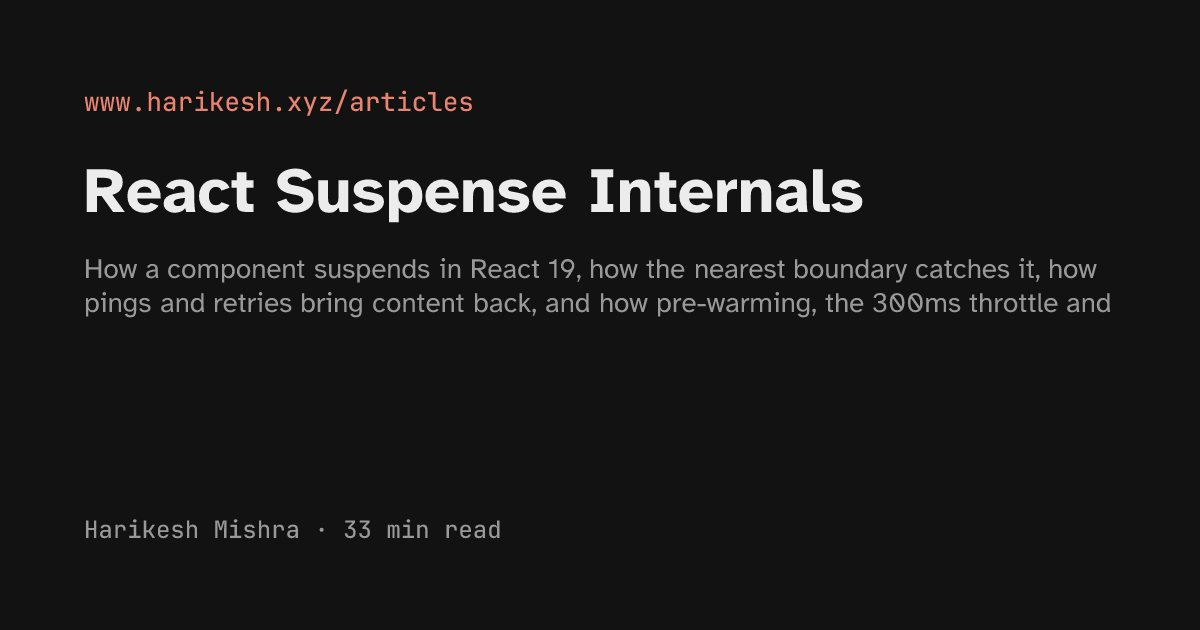 www.harikesh.xyz/articles
React Suspense Internals
How a component suspends in React 19, how the nearest boundary catches it, how
pings and retries bring content back, and how pre-warming, the 300ms throttle and
Harikesh Mishra · 33 min read